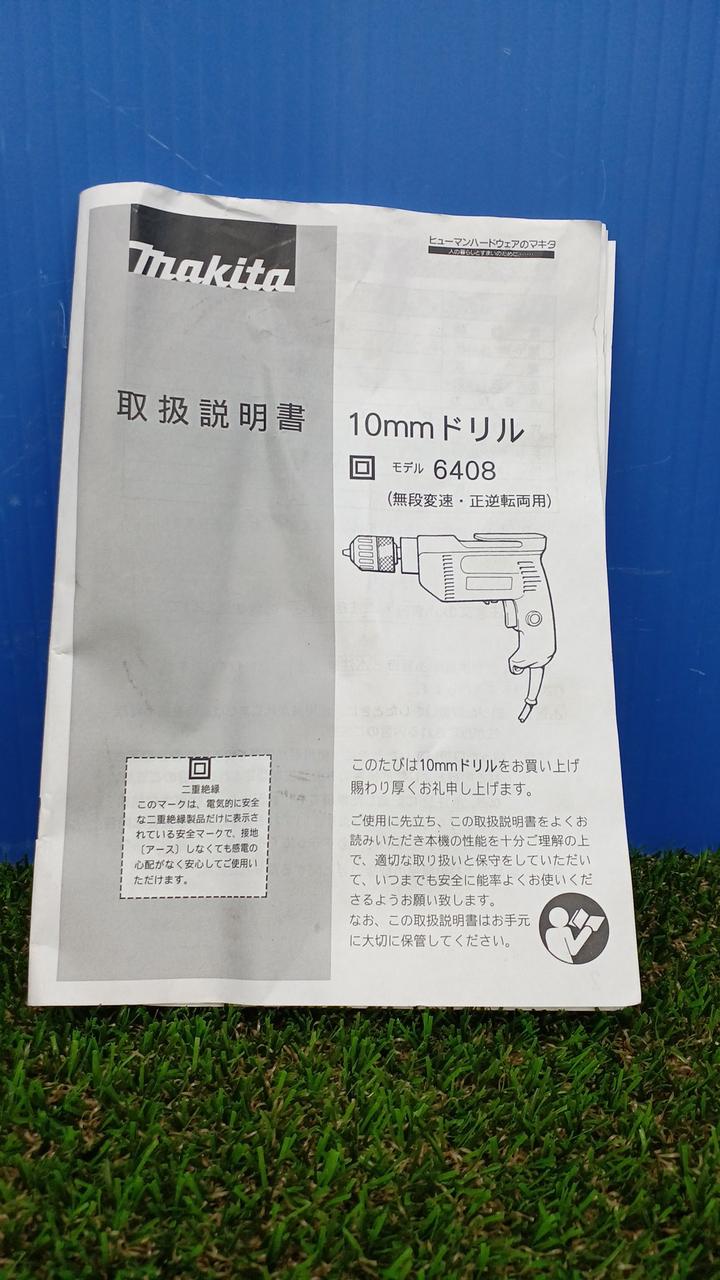 makita
ヒューマンハードウェアのマキタ
人の暮らしとすまいのために……
取扱説明書
10mmドリル
モデル 6408
(無段変速・正逆転両用)
二重絶縁
このマークは、電気的に安全
な二重絶縁製品だけに表示さ
れている安全マークで、接地
〔アース〕しなくても感電の
心配がなく安心してご使用い
ただけます。
このたびは10mmドリルをお買い上げ
賜わり厚くお礼申し上げます。
ご使用に先立ち、この取扱説明書をよくお
読みいただき本機の性能を十分ご理解の上
で、適切な取り扱いと保守をしていただい
て、いつまでも安全に能率よくお使いくだ
さるようお願い致します。
なお、この取扱説明書はお手元
に大切に保管してください。